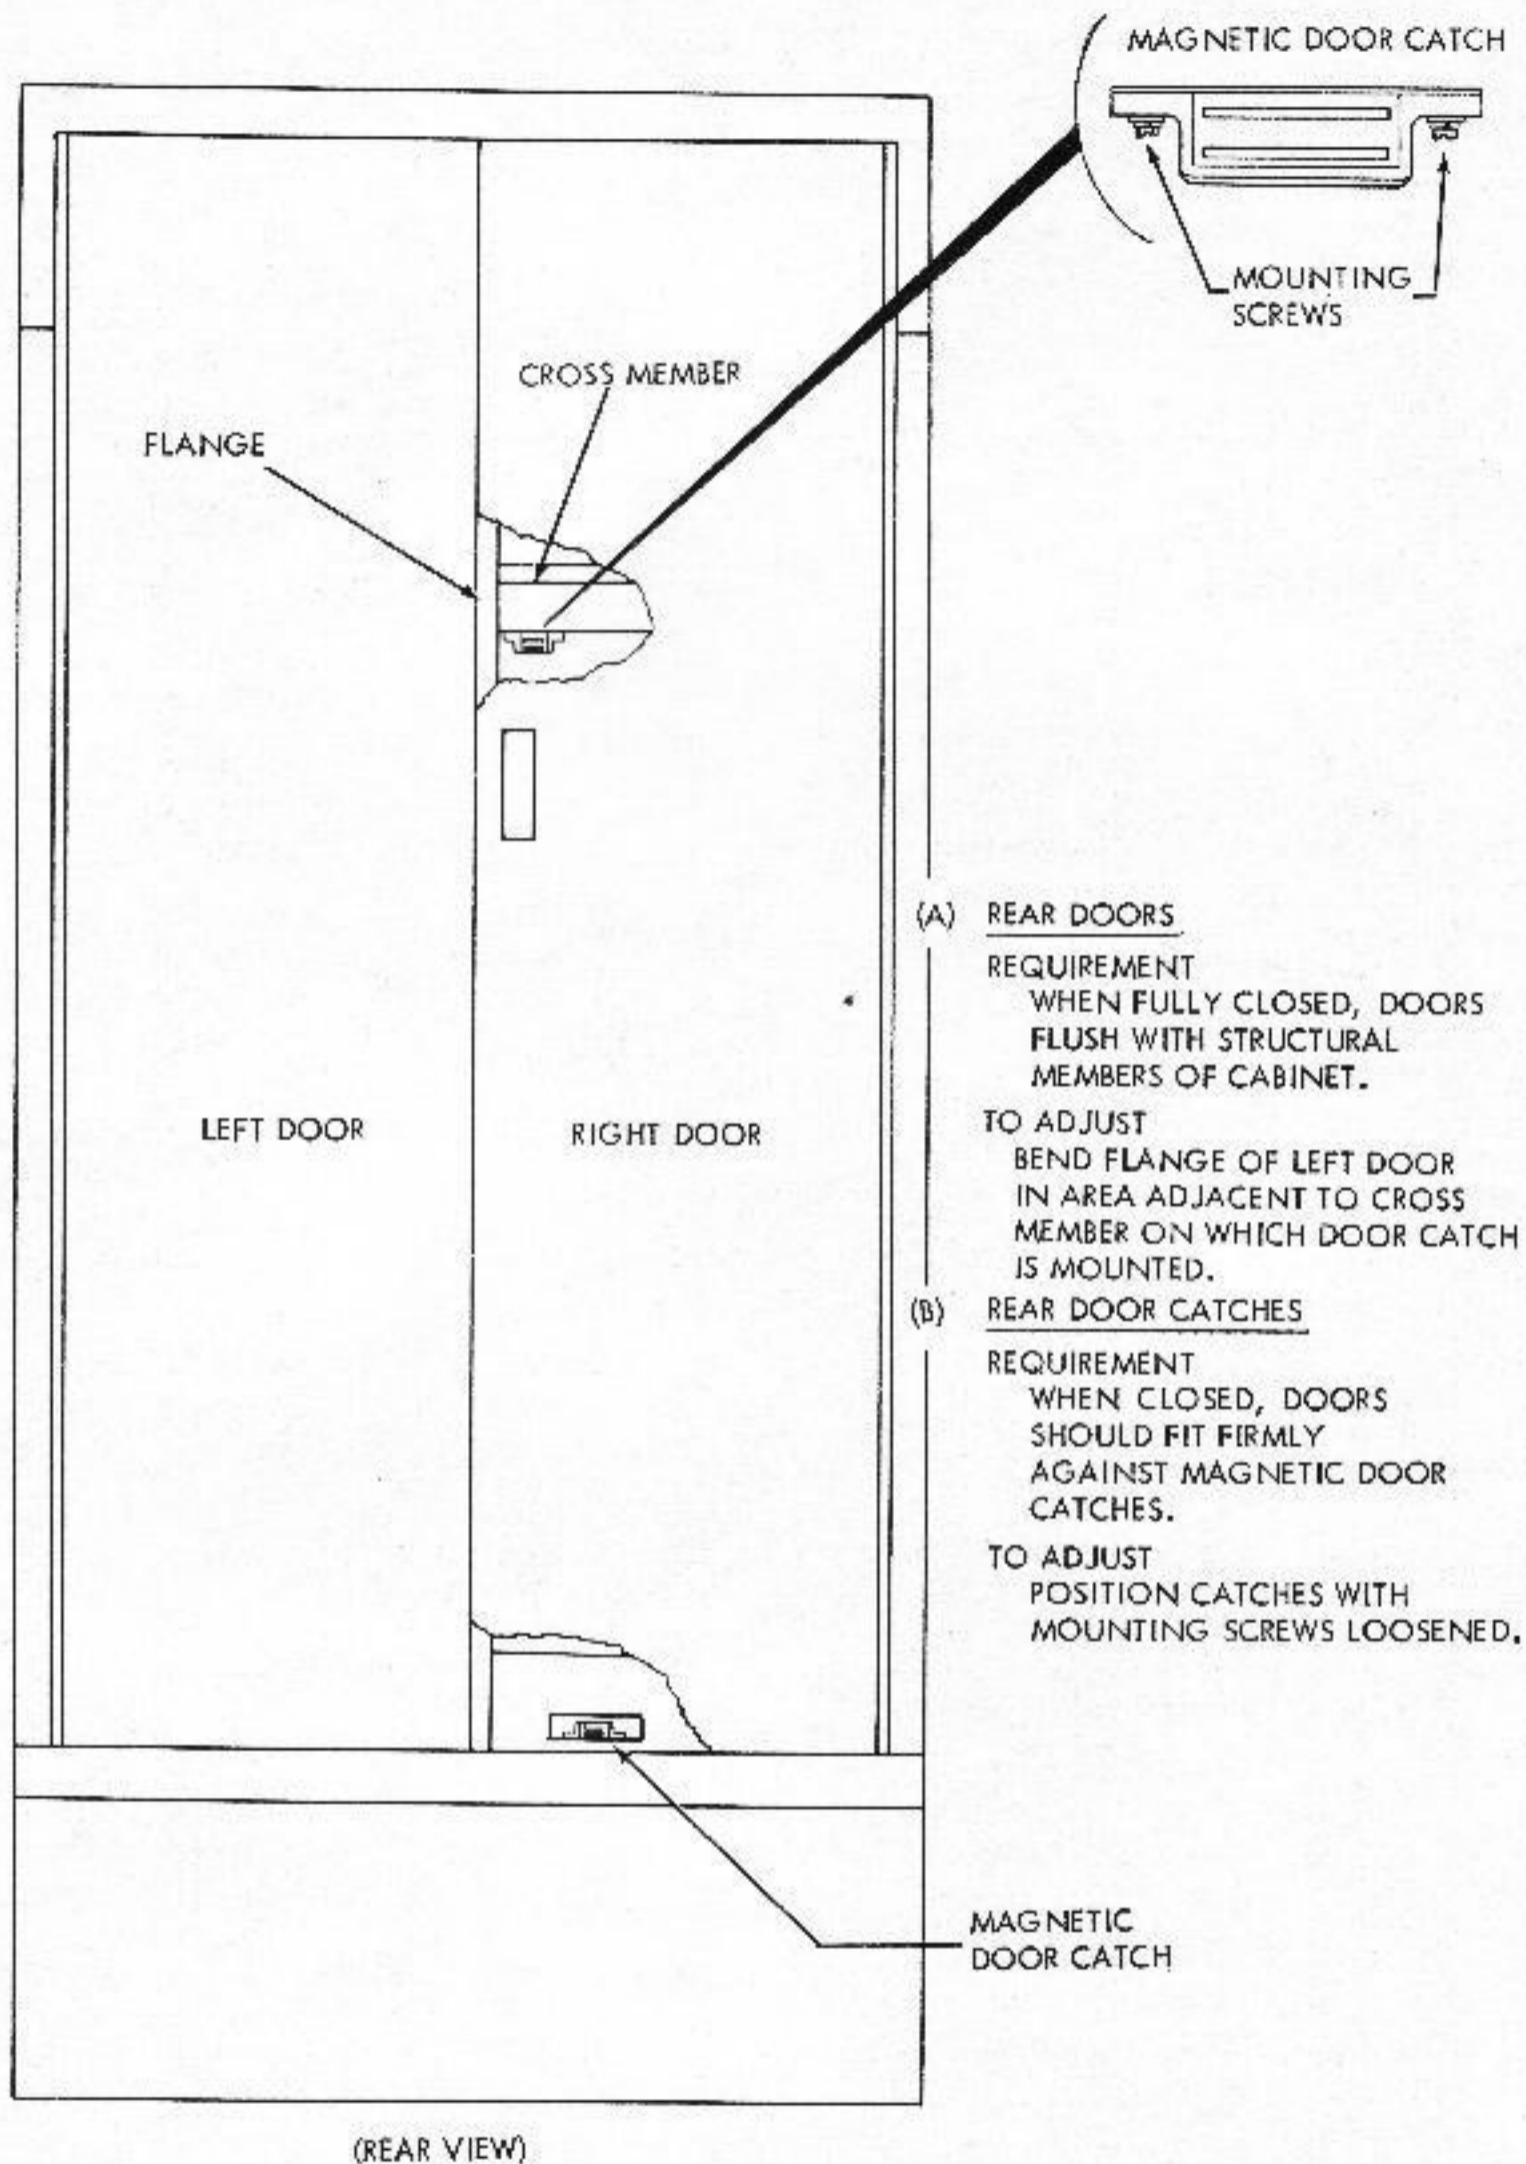 MAGNETIC DOOR CATCH
MOUNTING
SCREWS
CROSS MEMBER
FLANGE
LEFT DOOR
RIGHT DOOR
(A) REAR DOORS
REQUIREMENT
WHEN FULLY CLOSED, DOORS
FLUSH WITH STRUCTURAL
MEMBERS OF CABINET.
TO ADJUST
BEND FLANGE OF LEFT DOOR
IN AREA ADJACENT TO CROSS
MEMBER ON WHICH DOOR CATCH
IS MOUNTED.
(B) REAR DOOR CATCHES
REQUIREMENT
WHEN CLOSED, DOORS
SHOULD FIT FIRMLY
AGAINST MAGNETIC DOOR
CATCHES.
TO ADJUST
POSITION CATCHES WITH
MOUNTING SCREWS LOOSENED.
MAGNETIC
DOOR CATCH
(REAR VIEW)